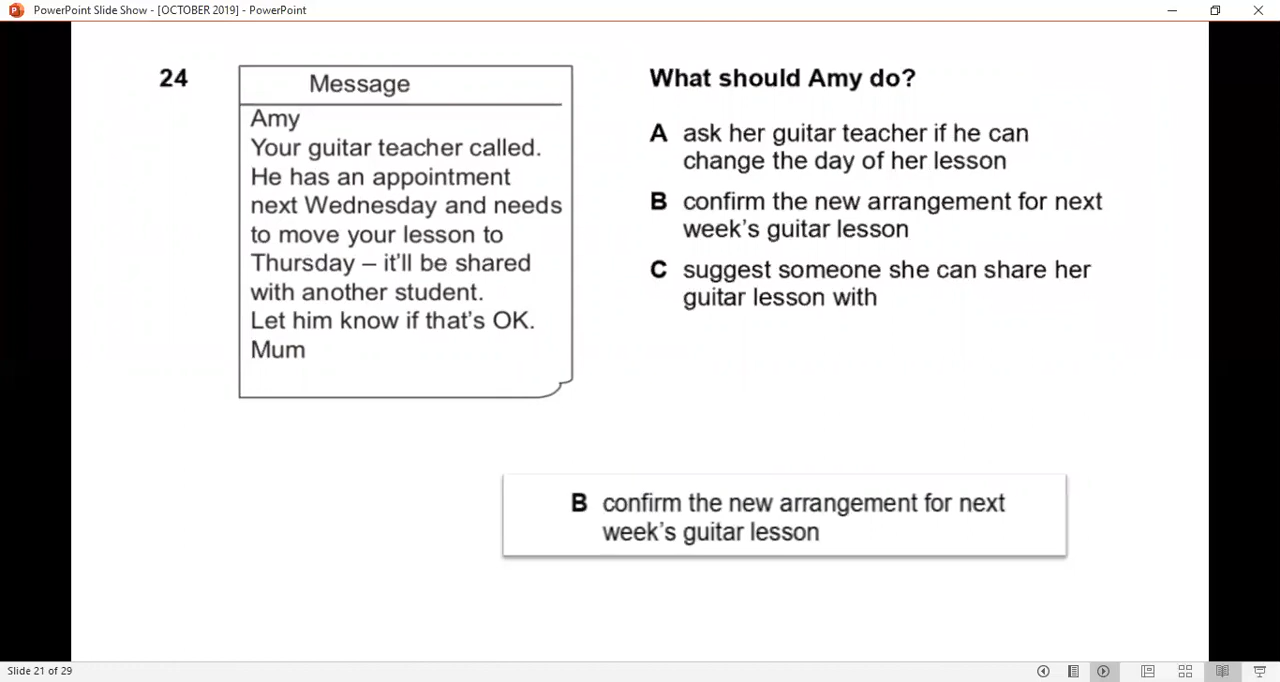 PowerPoint Slide Show - [OCTOBER 2019] - PowerPoint
24
Message
Amy
Your guitar teacher called.
He has an appointment
next Wednesday and needs
to move your lesson to
Thursday – it'll be shared
with another student.
Let him know if that's OK.
Mum
What should Amy do?
A ask her guitar teacher if he can
change the day of her lesson
B confirm the new arrangement for next
week's guitar lesson
C suggest someone she can share her
guitar lesson with
B confirm the new arrangement for next
week's guitar lesson
Slide 21 of 29